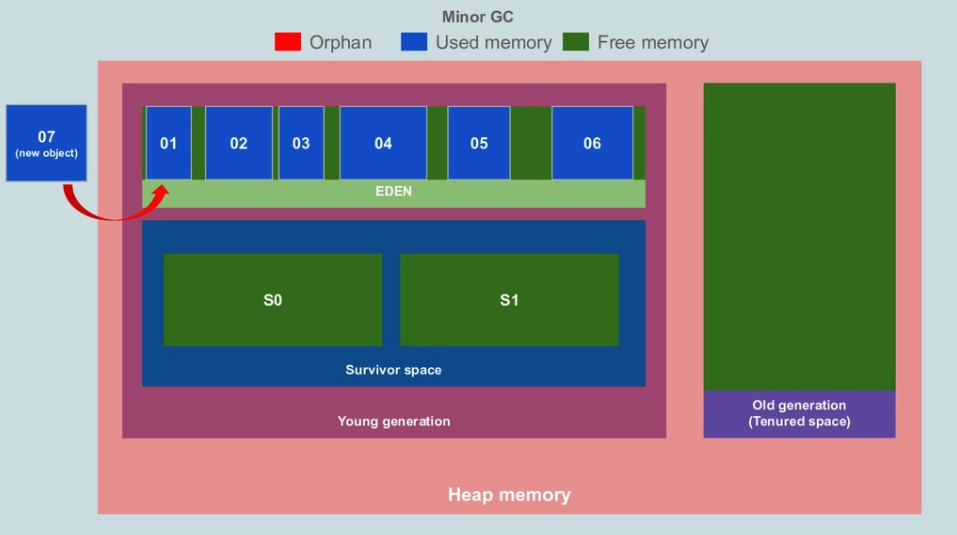 Minor GC
Orphan
Used memory
Free memory
07
(new object)
01
02
03
04
05
06
EDEN
S0
S1
Survivor space
Young generation
Old generation
(Tenured space)
Heap memory